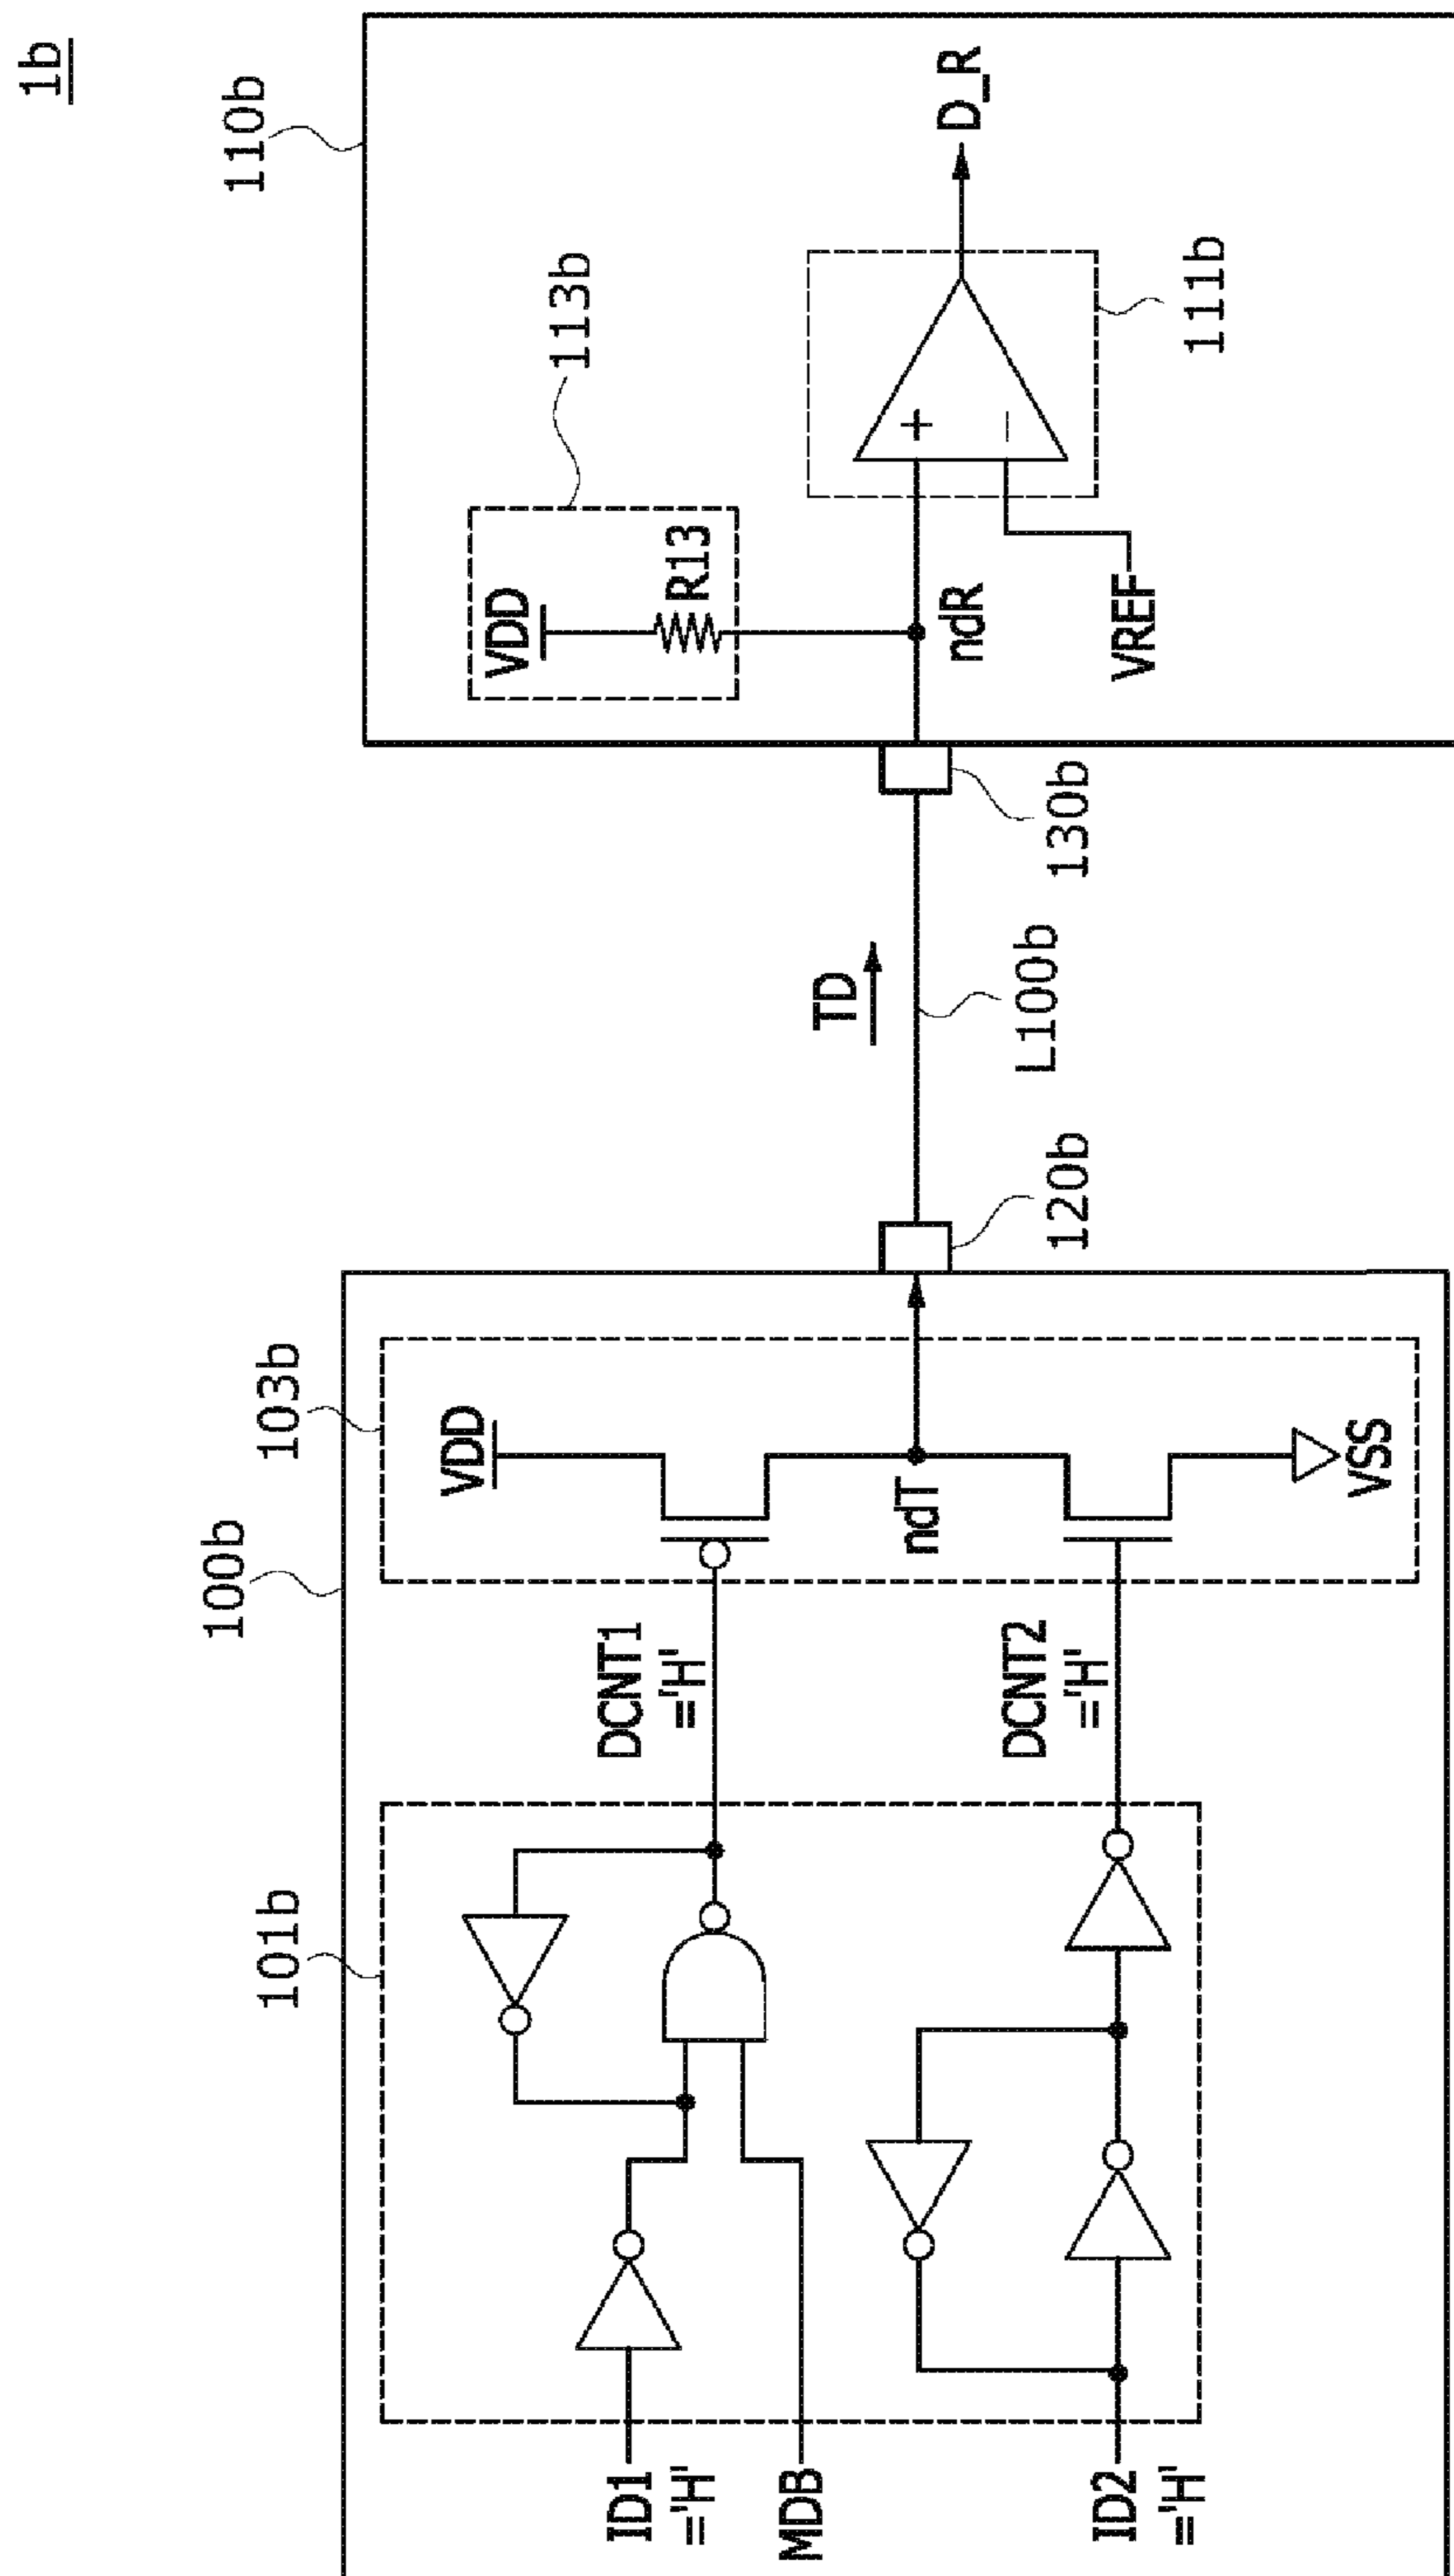 1b
100b
101b
103b
110b
113b
VDD
VDD
R13
ID1
='H'
DCNT1
='H'
MDB
ndT
TD
ndR
D_R
L100b
120b
130b
111b
ID2
='H'
DCNT2
='H'
VREF
VSS
+
−